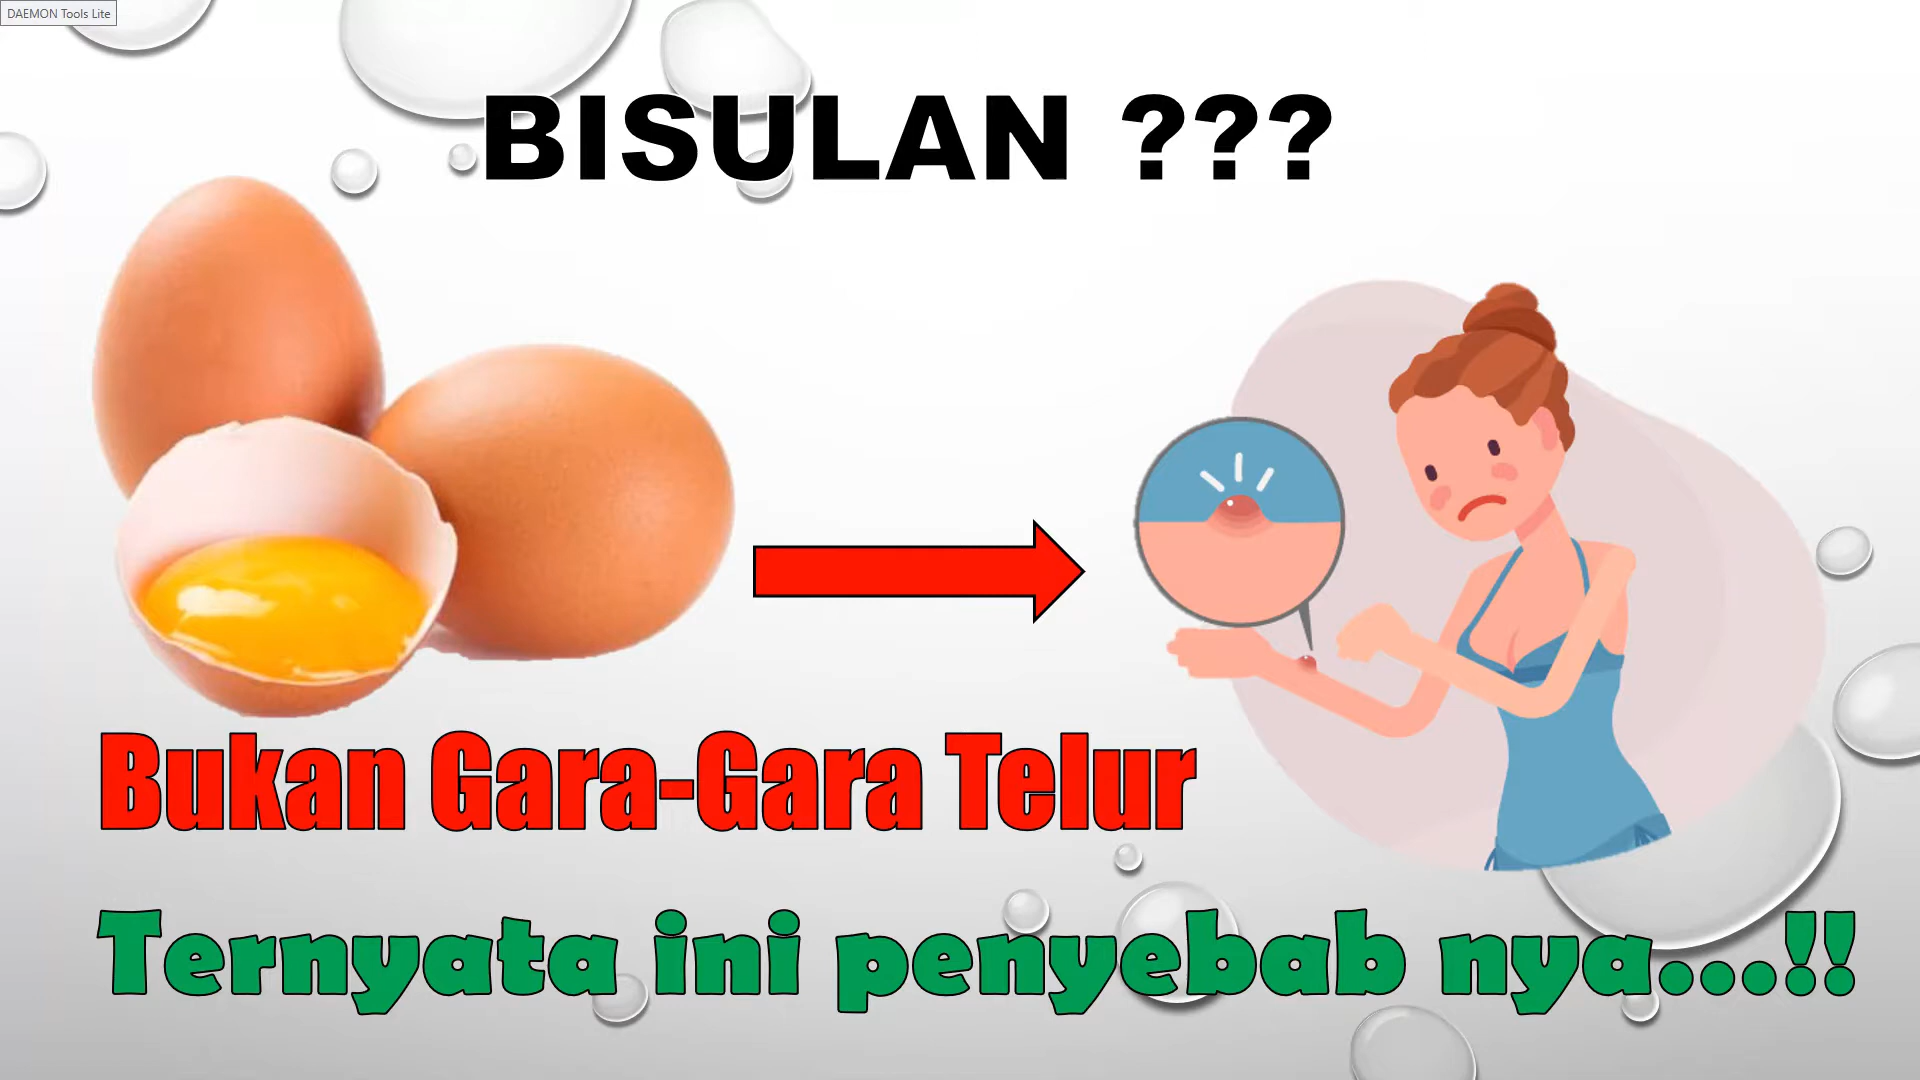 DAEMON Tools Lite
BISULAN ???
Bukan Gara-Gara Telur
Ternyata ini penyebab nya...!!